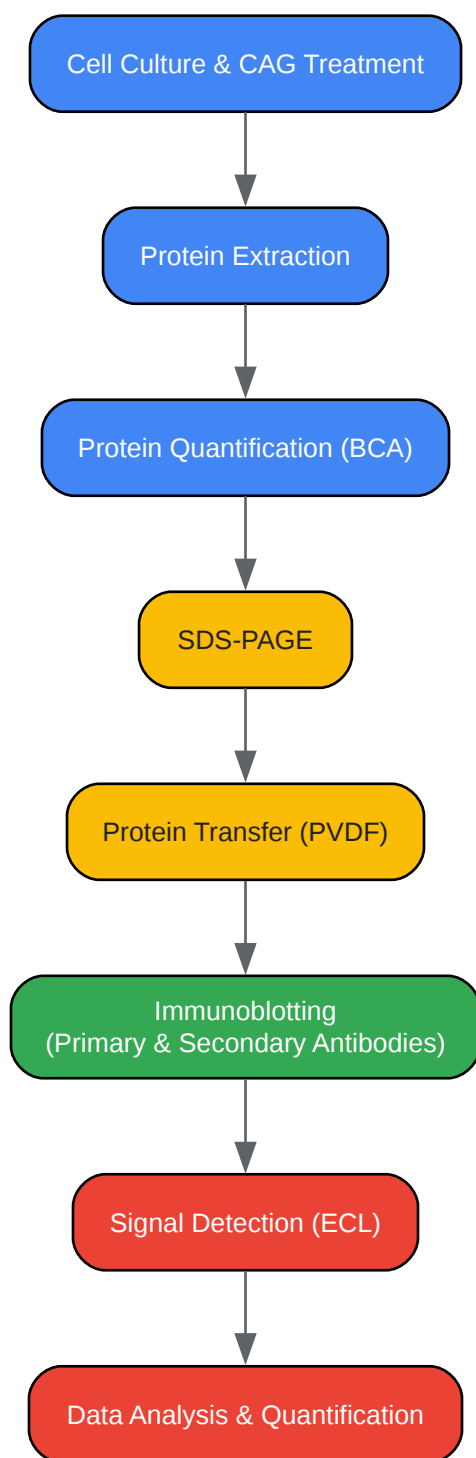 Cell Culture & CAG Treatment
Protein Extraction
Protein Quantification (BCA)
SDS-PAGE
Protein Transfer (PVDF)
Immunoblotting
(Primary & Secondary Antibodies)
Signal Detection (ECL)
Data Analysis & Quantification